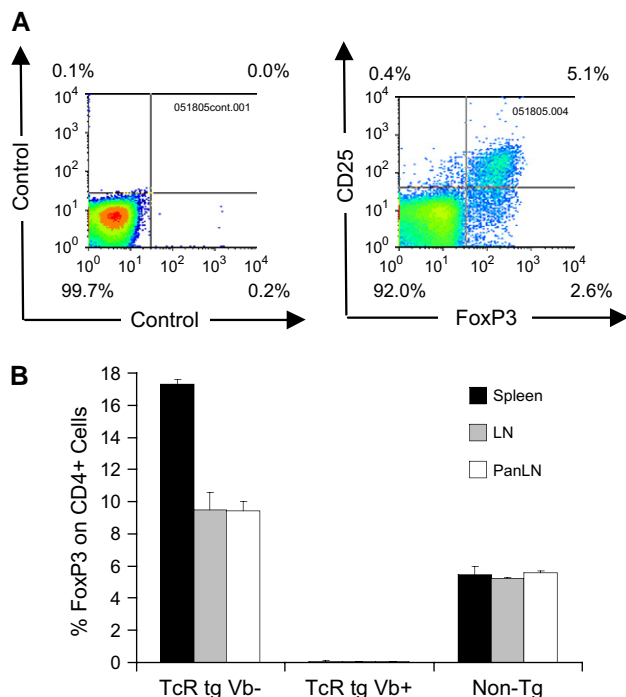 A
0.1%
0.0%
Control
10^4
10^3
10^2
10^1
10^0
051805cont.001
10^0 10^1 10^2 10^3 10^4
99.7%
0.2%
Control
0.4%
5.1%
CD25
10^4
10^3
10^2
10^1
10^0
051805.004
10^0 10^1 10^2 10^3 10^4
92.0%
2.6%
FoxP3
B
% FoxP3 on CD4+ Cells
18
16
14
12
10
8
6
4
2
0
Spleen
LN
PanLN
TcR tg Vb-
TcR tg Vb+
Non-Tg